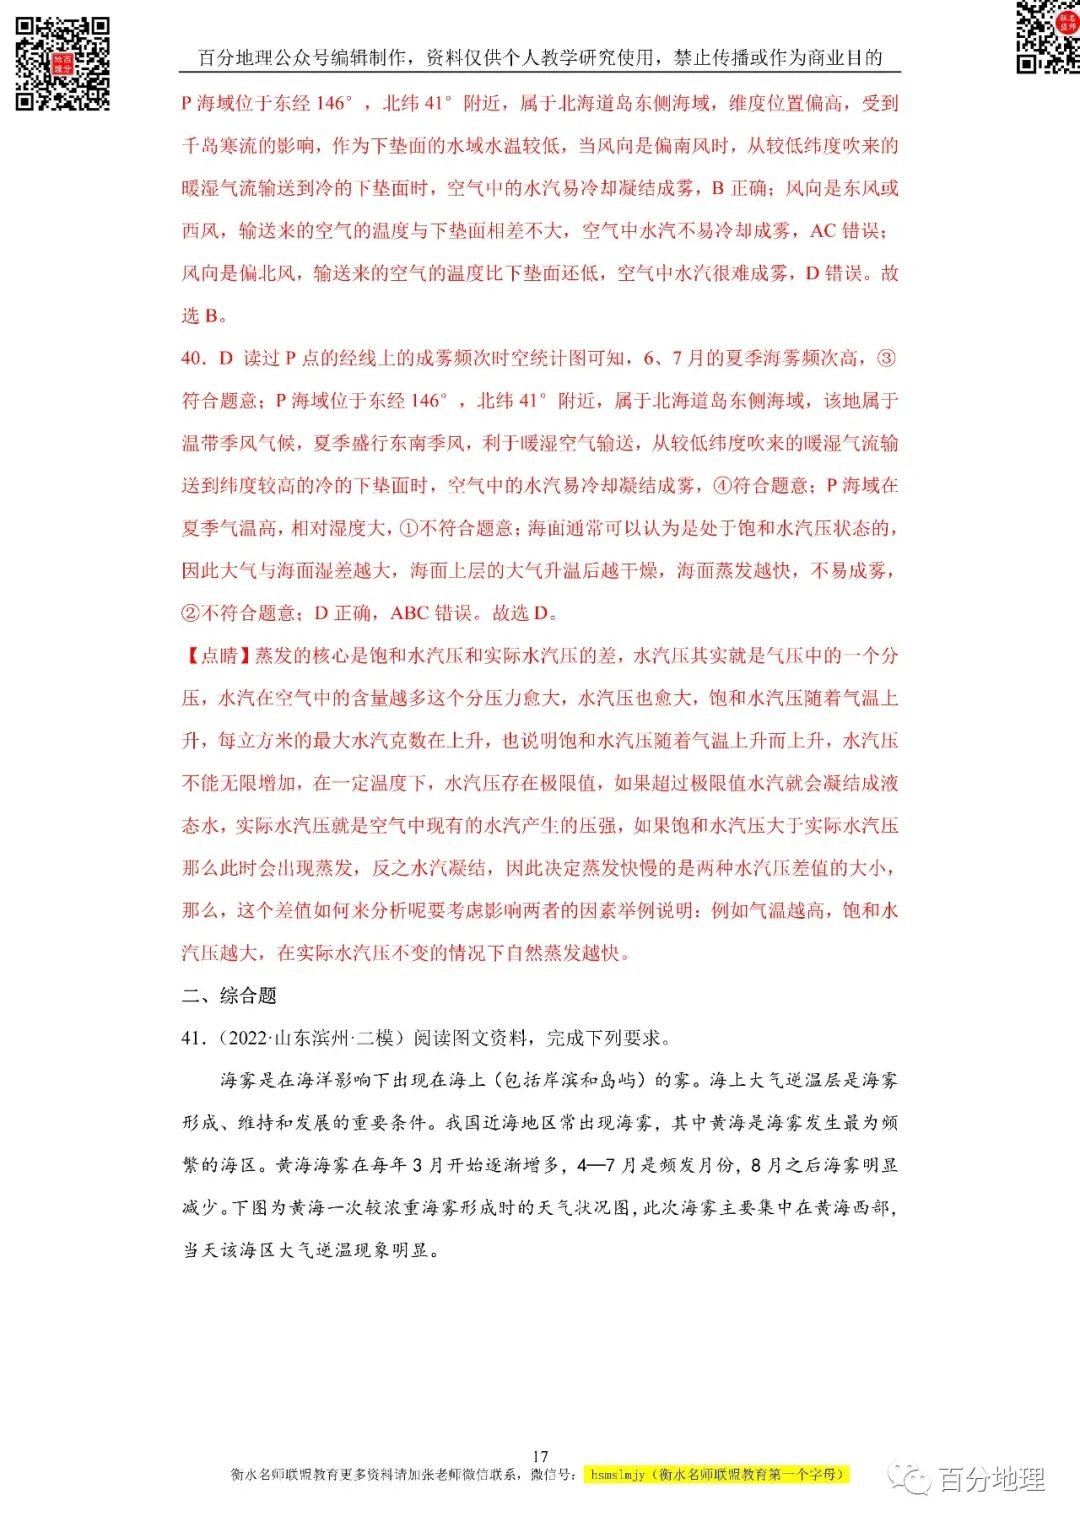 百分地理公众号编辑制作，资料仅供个人教学研究使用，禁止传播或作为商业目的
P 海域位于东经 146°，北纬 41° 附近，属于北海道岛东侧海域，维度位置偏高，受到
千岛寒流的影响，作为下垫面的水域水温较低，当风向是偏南风时，从较低纬度吹来的
暖湿气流输送到冷的下垫面时，空气中的水汽易冷却凝结成雾，B 正确；风向是东风或
西风，输送来的空气的温度与下垫面相差不大，空气中水汽不易冷却成雾，AC 错误；
风向是偏北风，输送来的空气的温度比下垫面还低，空气中水汽很难成雾，D 错误。故
选 B。
40．D 读过 P 点的经线上的成雾频次时空统计图可知，6、7 月的夏季海雾频次高，③
符合题意；P 海域位于东经 146°，北纬 41° 附近，属于北海道岛东侧海域，该地属于
温带季风气候，夏季盛行东南季风，利于暖湿空气输送，从较低纬度吹来的暖湿气流输
送到纬度较高的冷的下垫面时，空气中的水汽易冷却凝结成雾，④符合题意；P 海域在
夏季气温高，相对湿度大，①不符合题意；海面通常可以认为是处于饱和水汽压状态的，
因此大气与海面湿差越大，海面上层的大气升温后越干燥，海面蒸发越快，不易成雾，
②不符合题意；D 正确，ABC 错误。故选 D。
【点睛】蒸发的核心是饱和水汽压和实际水汽压的差，水汽压其实就是气压中的一个分
压，水汽在空气中的含量越多这个分压力愈大，水汽压也愈大，饱和水汽压随着气温上
升，每立方米的最大水汽克数在上升，也说明饱和水汽压随着气温上升而上升，水汽压
不能无限增加，在一定温度下，水汽压存在极限值，如果超过极限值水汽就会凝结成液
态水，实际水汽压就是空气中现有的水汽产生的压强，如果饱和水汽压大于实际水汽压
那么此时会出现蒸发，反之水汽凝结，因此决定蒸发快慢的是两种水汽压差值的大小，
那么，这个差值如何来分析呢要考虑影响两者的因素举例说明：例如气温越高，饱和水
汽压越大，在实际水汽压不变的情况下自然蒸发越快。
二、综合题
41．（2022·山东滨州·二模）阅读图文资料，完成下列要求。
海雾是在海洋影响下出现在海上（包括岸滨和岛屿）的雾。海上大气逆温层是海雾
形成、维持和发展的重要条件。我国近海地区常出现海雾，其中黄海是海雾发生最为频
繁的海区。黄海海雾在每年 3 月开始逐渐增多，4—7 月是频发月份，8 月之后海雾明显
减少。下图为黄海一次较浓重海雾形成时的天气状况图，此次海雾主要集中在黄海西部，
当天该海区大气逆温现象明显。
17
衡水名师联盟教育更多资料请加张老师微信联系，微信号： hsmslmjy（衡水名师联盟教育第一个字母）
百分地理